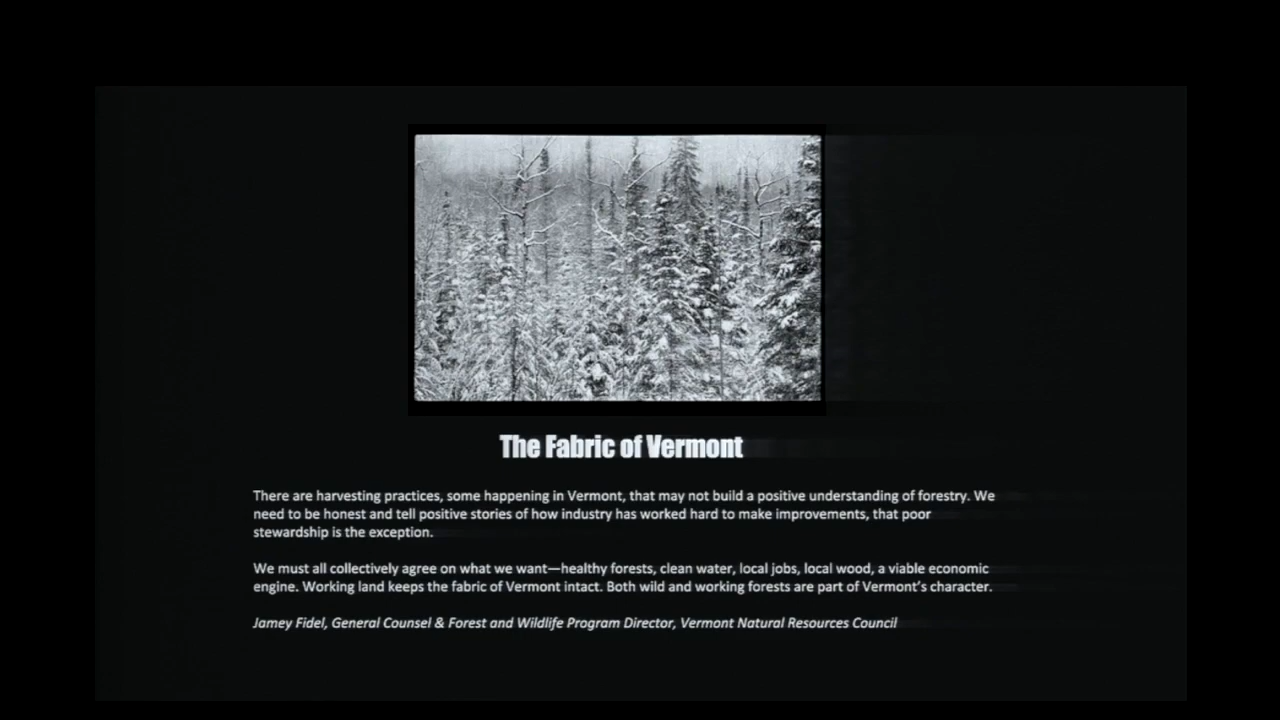 The Fabric of Vermont
There are harvesting practices, some happening in Vermont, that may not build a positive understanding of forestry. We
need to be honest and tell positive stories of how industry has worked hard to make improvements, that poor
stewardship is the exception.
We must all collectively agree on what we want—healthy forests, clean water, local jobs, local wood, a viable economic
engine. Working land keeps the fabric of Vermont intact. Both wild and working forests are part of Vermont’s character.
Jamey Fidel, General Counsel & Forest and Wildlife Program Director, Vermont Natural Resources Council